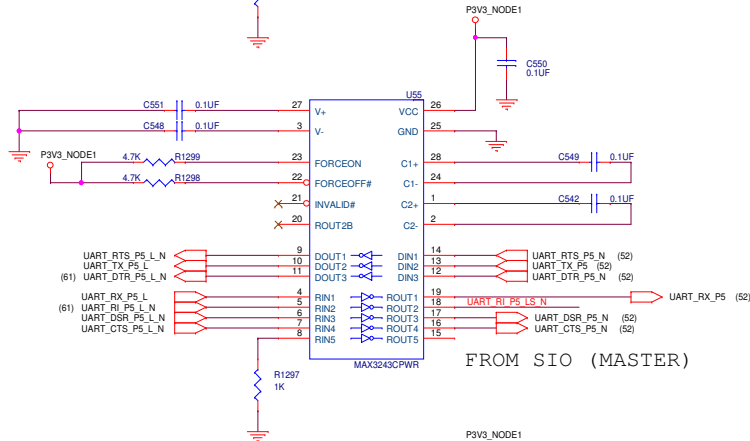 P3V3_NODE1
C550
0.1UF
U55
C551 0.1UF 27 V+ VCC 26
C548 0.1UF 3 V- GND 25
P3V3_NODE1
4.7K R1299 23 FORCEON C1+ 28 C549 0.1UF
4.7K R1298 22 FORCEOFF# C1- 24
21 INVALID# C2+ 1 C542 0.1UF
20 ROUT2B C2- 2
UART_RTS_P5_L_N 9 DOUT1 DIN1 14 UART_RTS_P5_N (52)
UART_TX_P5_L 10 DOUT2 DIN2 13 UART_TX_P5 (52)
(61) UART_DTR_P5_L_N 11 DOUT3 DIN3 12 UART_DTR_P5_N (52)
UART_RX_P5_L 4 RIN1 ROUT1 19 UART_RX_P5 (52)
(61) UART_RI_P5_L_N 5 RIN2 ROUT2 18 UART_RI_P5_LS_N
UART_DSR_P5_L_N 6 RIN3 ROUT3 17 UART_DSR_P5_N (52)
UART_CTS_P5_L_N 7 RIN4 ROUT4 16 UART_CTS_P5_N (52)
8 RIN5 ROUT5 15
MAX3243CPWR
FROM SIO (MASTER)
R1297
1K
P3V3_NODE1